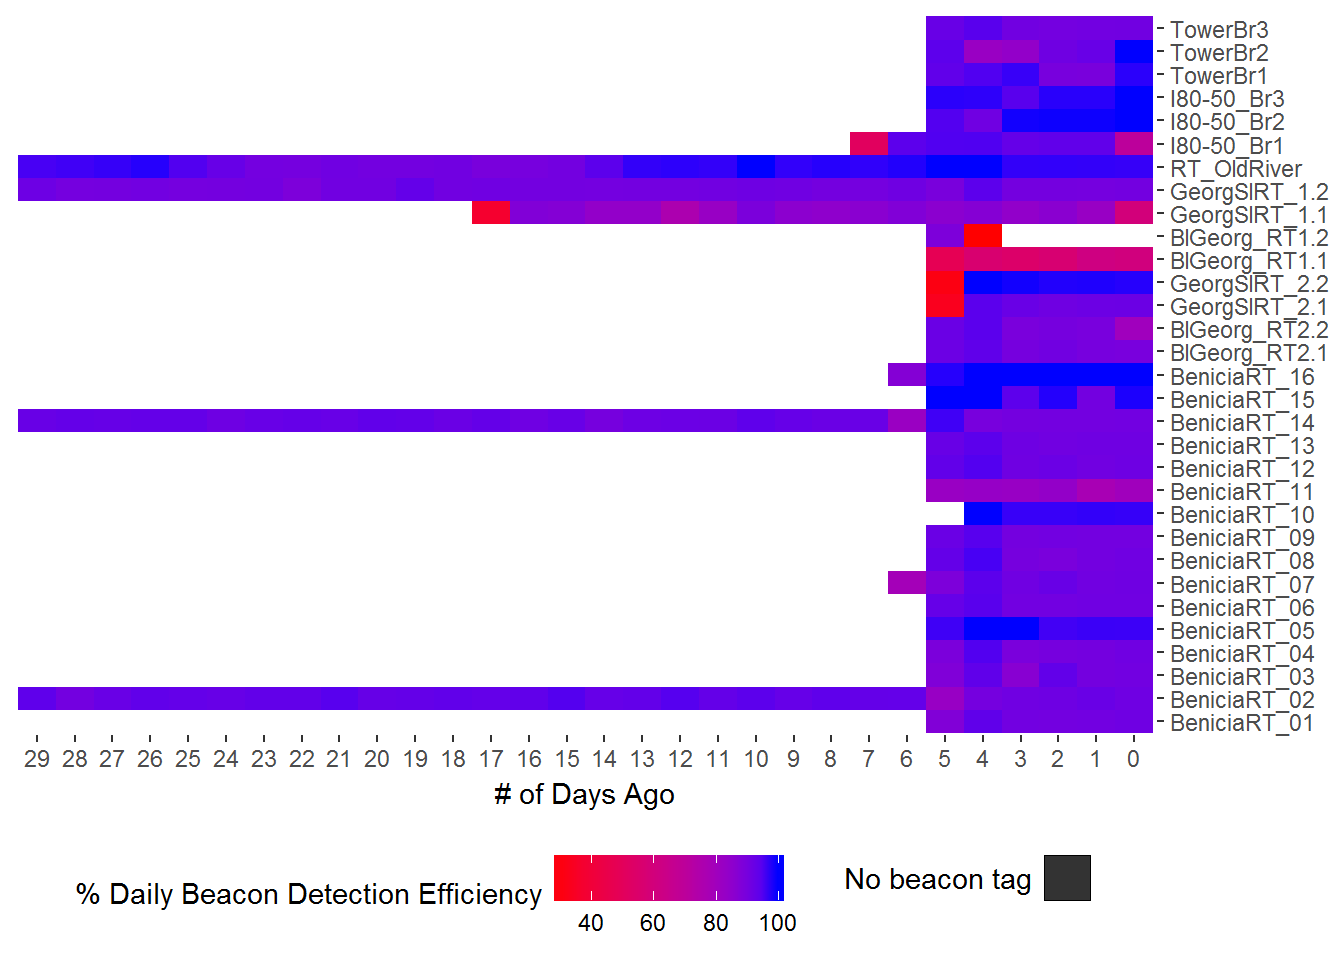 TowerBr3
TowerBr2
TowerBr1
I80-50_Br3
I80-50_Br2
I80-50_Br1
RT_OldRiver
GeorgSlRT_1.2
GeorgSlRT_1.1
BlGeorg_RT1.2
BlGeorg_RT1.1
GeorgSlRT_2.2
GeorgSlRT_2.1
BlGeorg_RT2.2
BlGeorg_RT2.1
BeniciaRT_16
BeniciaRT_15
BeniciaRT_14
BeniciaRT_13
BeniciaRT_12
BeniciaRT_11
BeniciaRT_10
BeniciaRT_09
BeniciaRT_08
BeniciaRT_07
BeniciaRT_06
BeniciaRT_05
BeniciaRT_04
BeniciaRT_03
BeniciaRT_02
BeniciaRT_01
29 28 27 26 25 24 23 22 21 20 19 18 17 16 15 14 13 12 11 10 9 8 7 6 5 4 3 2 1 0
# of Days Ago
% Daily Beacon Detection Efficiency
40 60 80 100
No beacon tag